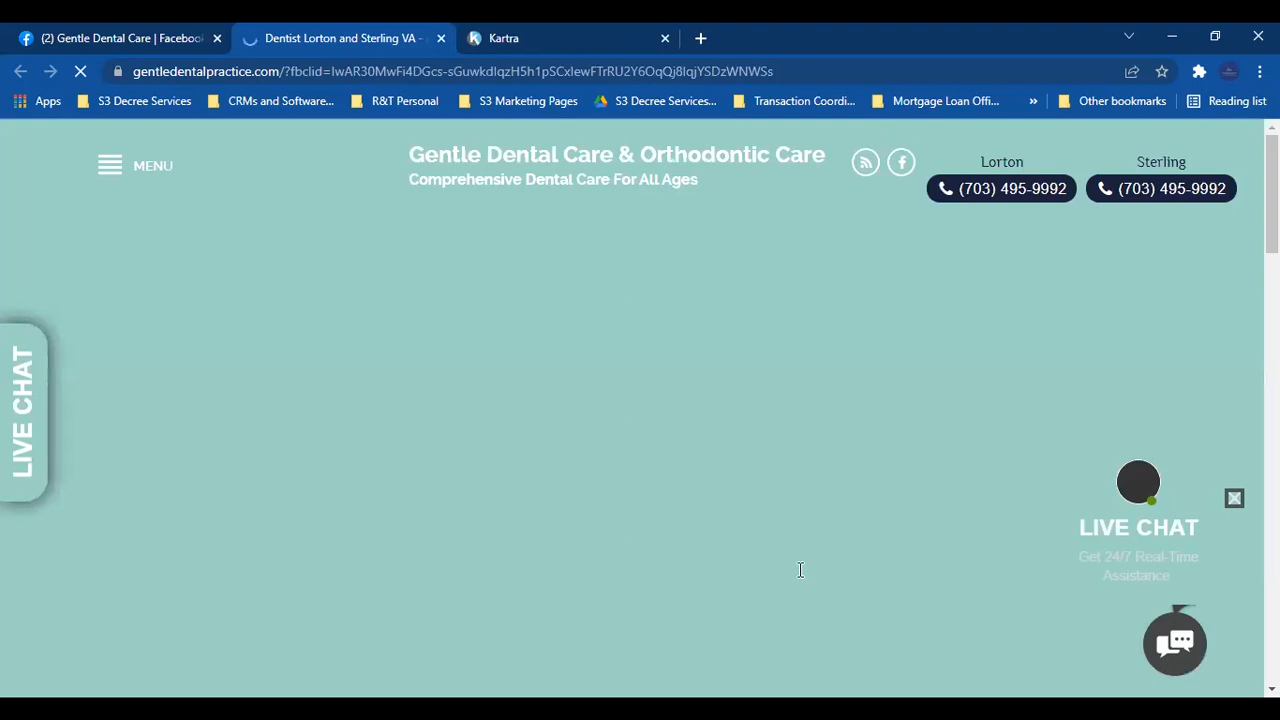 (2) Gentle Dental Care | Facebook
Dentist Lorton and Sterling VA -
Kartra
gentledentalpractice.com/?fbclid=IwAR30MwFi4DGcs-sGuwkdlqzH5h1pSCxlewFTrRU2Y6OqQj8lqjYSDzWNWSs
Apps
S3 Decree Services
CRMs and Software...
R&T Personal
S3 Marketing Pages
S3 Decree Services...
Transaction Coordi...
Mortgage Loan Offi...
»
Other bookmarks
Reading list
MENU
Gentle Dental Care & Orthodontic Care
Comprehensive Dental Care For All Ages
Lorton
(703) 495-9992
Sterling
(703) 495-9992
LIVE CHAT
LIVE CHAT
Get 24/7 Real-Time
Assistance